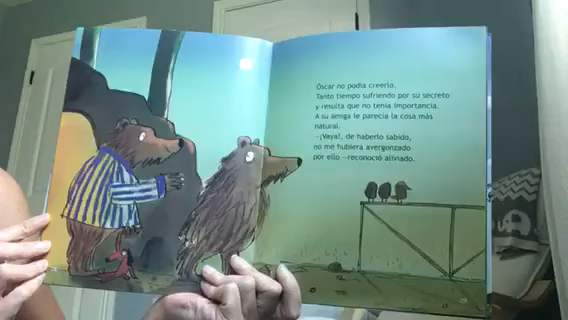 Óscar no podía creerlo.
Tanto tiempo sufriendo por su secreto
y resulta que no tenía importancia.
A su amiga le parecía la cosa más
natural.
–¡Vaya!, de haberlo sabido,
no me hubiera avergonzado
por ello –reconoció aliviado.